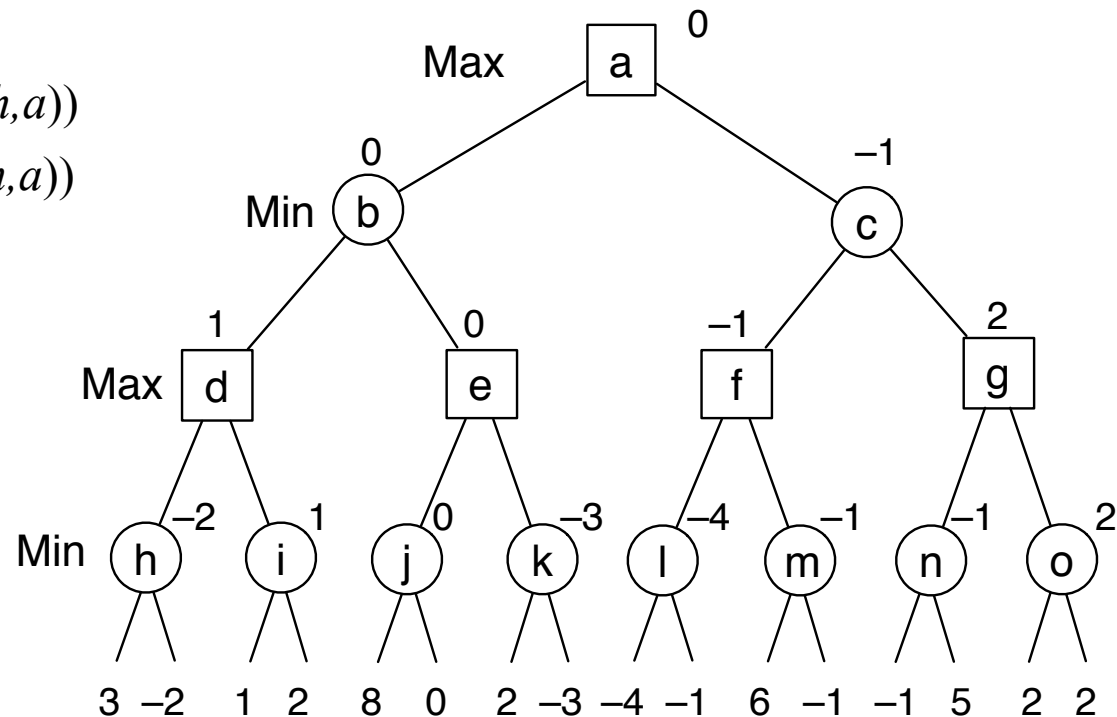 0
Max a
h,a))
0 –1
n,a))
Min b c
1 0 –1 2
Max d e f g
–2 1 0 –3 –4 –1 –1 2
Min h i j k l m n o
3 –2 1 2 8 0 2 –3 –4 –1 6 –1 –1 5 2 2